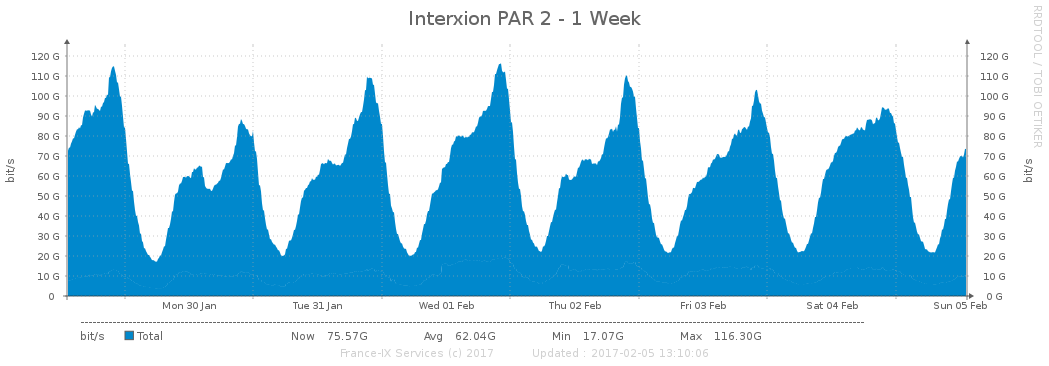 Interxion PAR 2 - 1 Week
RRDTOOL / TOBI OETIKER
bit/s
120 G
110 G
100 G
90 G
80 G
70 G
60 G
50 G
40 G
30 G
20 G
10 G
0
120 G
110 G
100 G
90 G
80 G
70 G
60 G
50 G
40 G
30 G
20 G
10 G
0 G
bit/s
Mon 30 Jan Tue 31 Jan Wed 01 Feb Thu 02 Feb Fri 03 Feb Sat 04 Feb Sun 05 Feb
bit/s Total Now 75.57G Avg 62.04G Min 17.07G Max 116.30G
France-IX Services (c) 2017 Updated : 2017-02-05 13:10:06